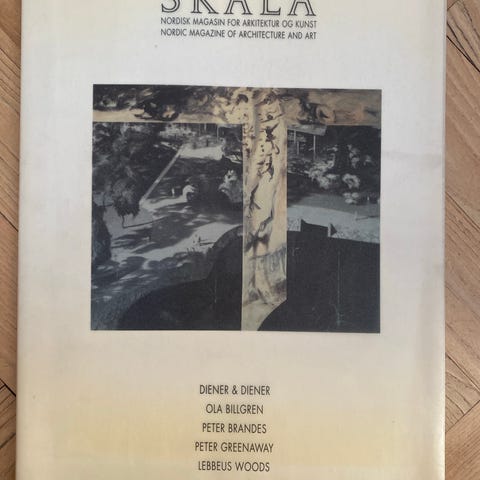 SKALA
NORDISK MAGASIN FOR ARKITEKTUR OG KUNST
NORDIC MAGAZINE OF ARCHITECTURE AND ART
DIENER & DIENER
OLA BILLGREN
PETER BRANDES
PETER GREENAWAY
LEBBEUS WOODS